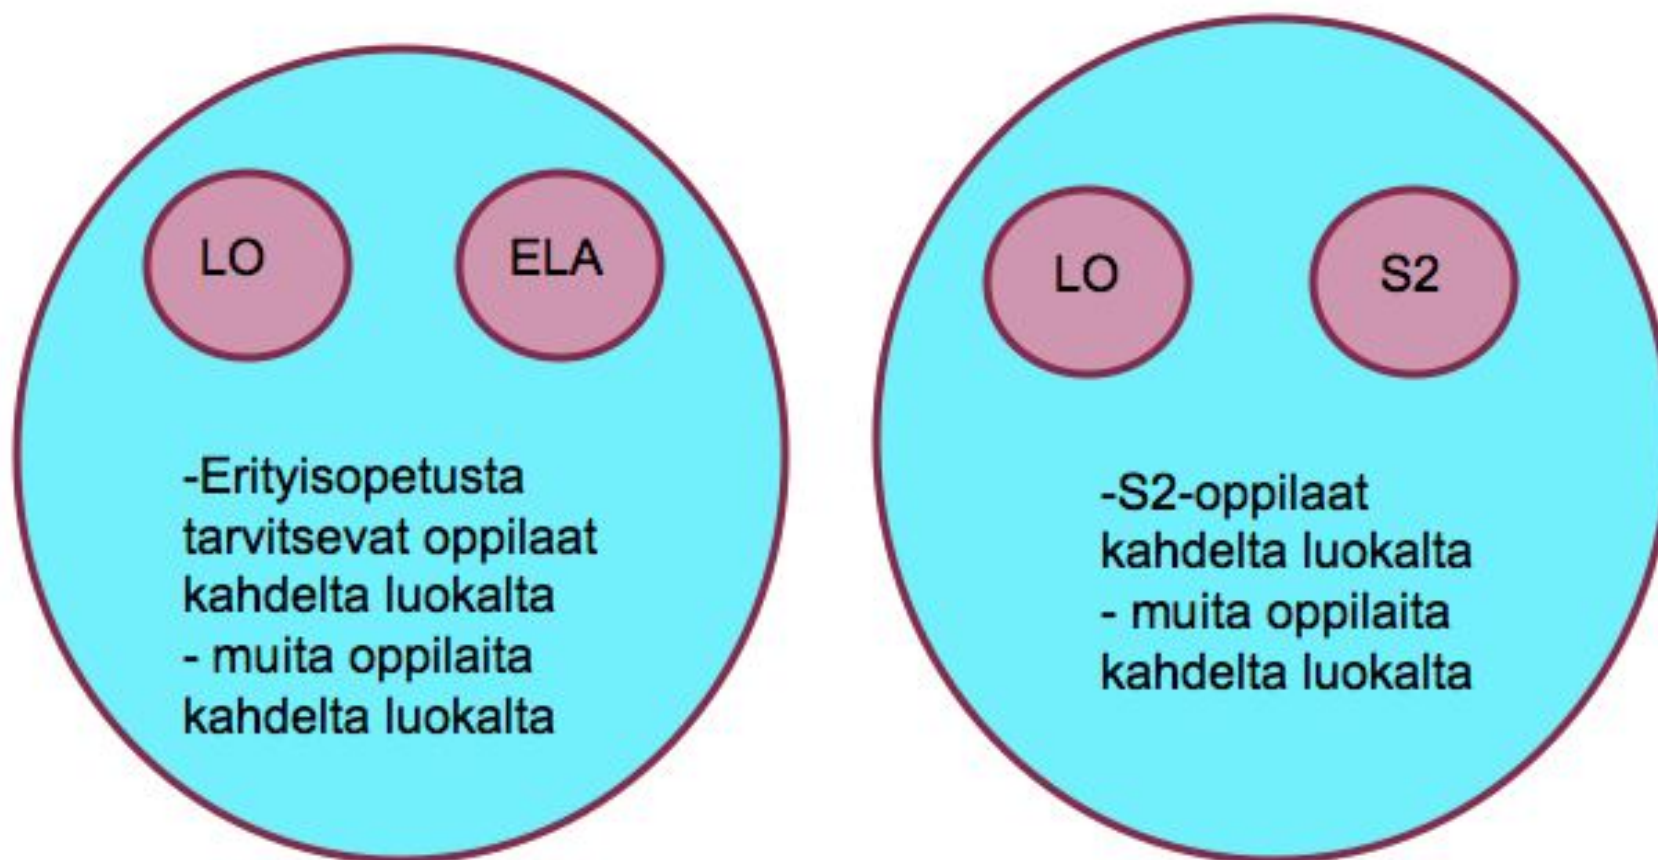 LO
ELA
-Erityisopetusta
tarvitsevat oppilaat
kahdelta luokalta
- muita oppilaita
kahdelta luokalta
LO
S2
-S2-oppilaat
kahdelta luokalta
- muita oppilaita
kahdelta luokalta